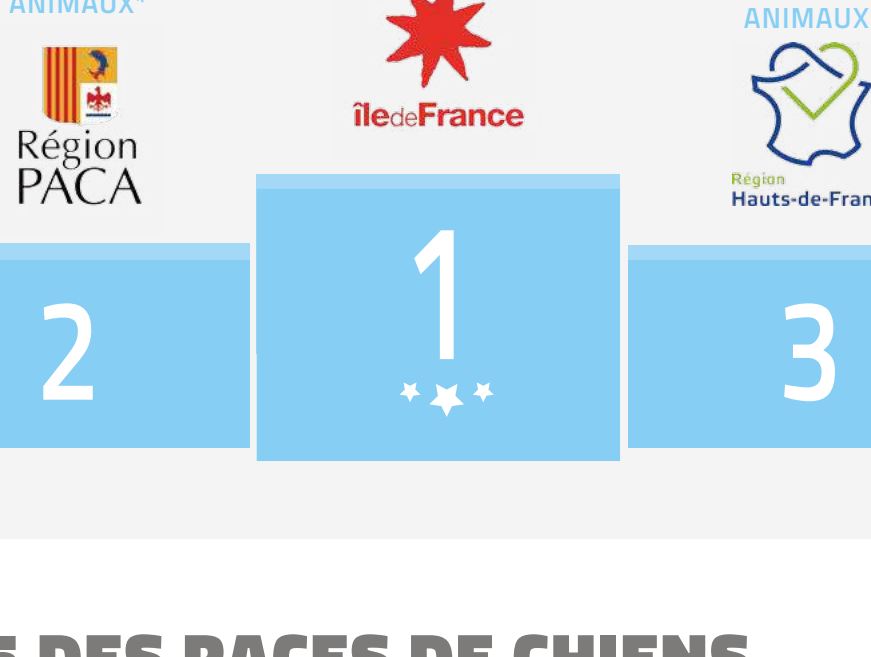 ANIMAUX*
ANIMAUX
Région
PACA
îledeFrance
Région
Hauts-de-Fran
2
1
3
DES RACES DE CHIENS